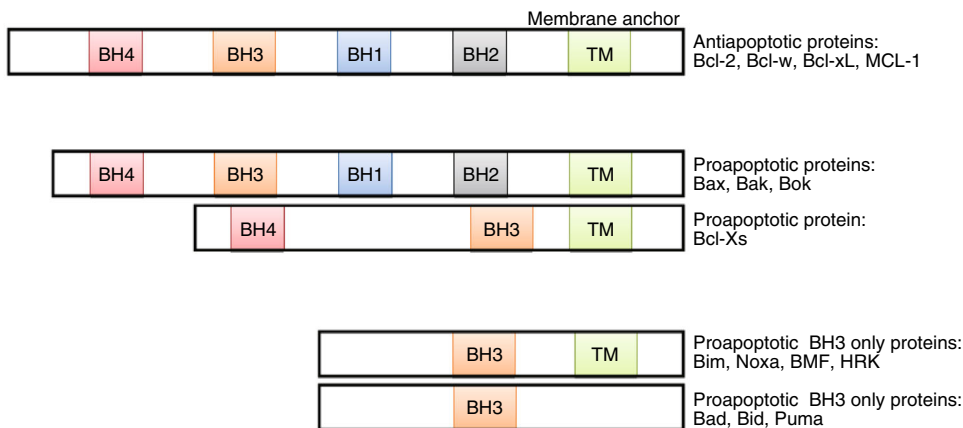 Membrane anchor
BH4 BH3 BH1 BH2 TM
Antiapoptotic proteins:
Bcl-2, Bcl-w, Bcl-xL, MCL-1
BH4 BH3 BH1 BH2 TM
Proapoptotic proteins:
Bax, Bak, Bok
BH4 BH3 TM
Proapoptotic protein:
Bcl-Xs
BH3 TM
Proapoptotic BH3 only proteins:
Bim, Noxa, BMF, HRK
BH3
Proapoptotic BH3 only proteins:
Bad, Bid, Puma